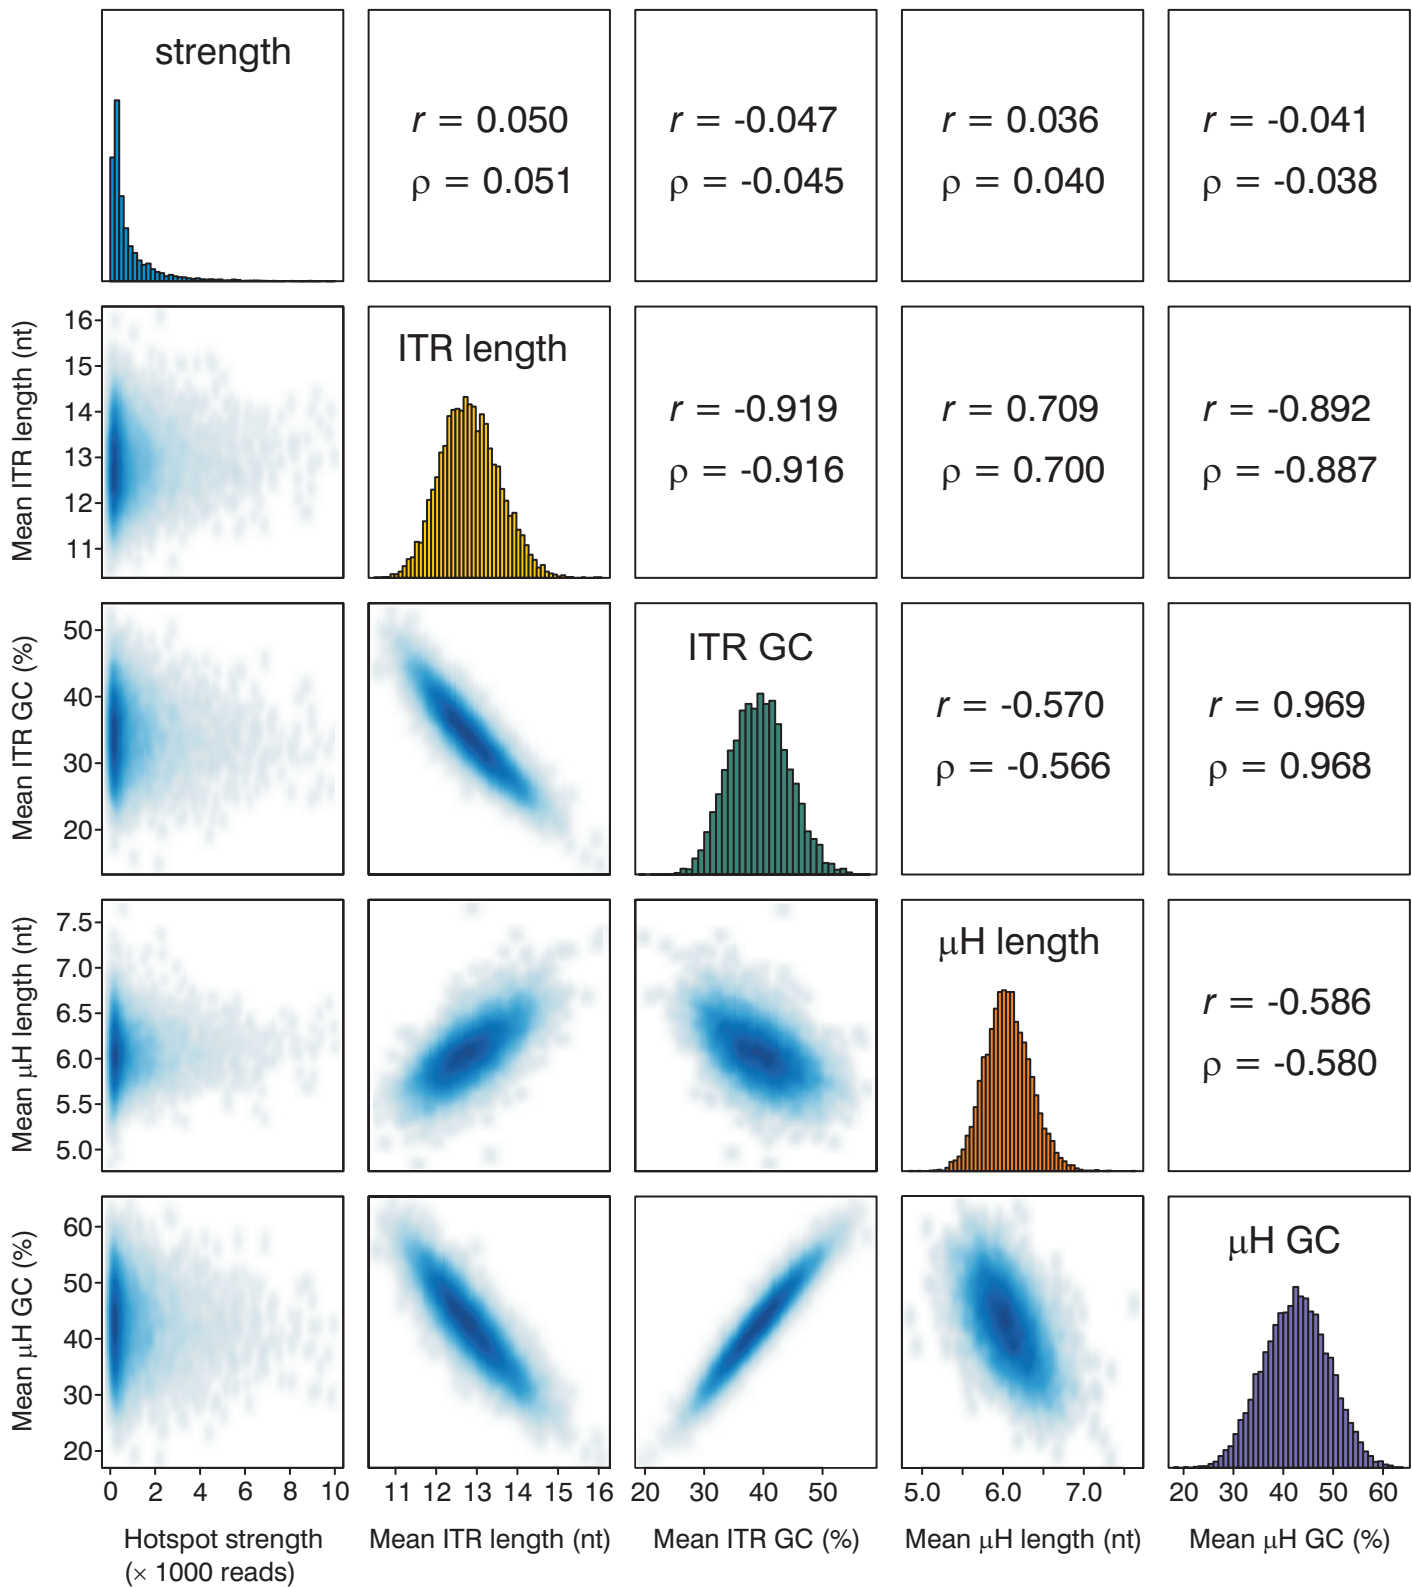 strength
r = 0.050
ρ = 0.051
r = -0.047
ρ = -0.045
r = 0.036
ρ = 0.040
r = -0.041
ρ = -0.038
Mean ITR length (nt)
16
15
14
13
12
11
ITR length
r = -0.919
ρ = -0.916
r = 0.709
ρ = 0.700
r = -0.892
ρ = -0.887
Mean ITR GC (%)
50
40
30
20
ITR GC
r = -0.570
ρ = -0.566
r = 0.969
ρ = 0.968
Mean μH length (nt)
7.5
7.0
6.5
6.0
5.5
5.0
μH length
r = -0.586
ρ = -0.580
Mean μH GC (%)
60
50
40
30
20
μH GC
0 2 4 6 8 10
11 12 13 14 15 16
20 30 40 50
5.0 6.0 7.0
20 30 40 50 60
Hotspot strength
(× 1000 reads)
Mean ITR length (nt)
Mean ITR GC (%)
Mean μH length (nt)
Mean μH GC (%)